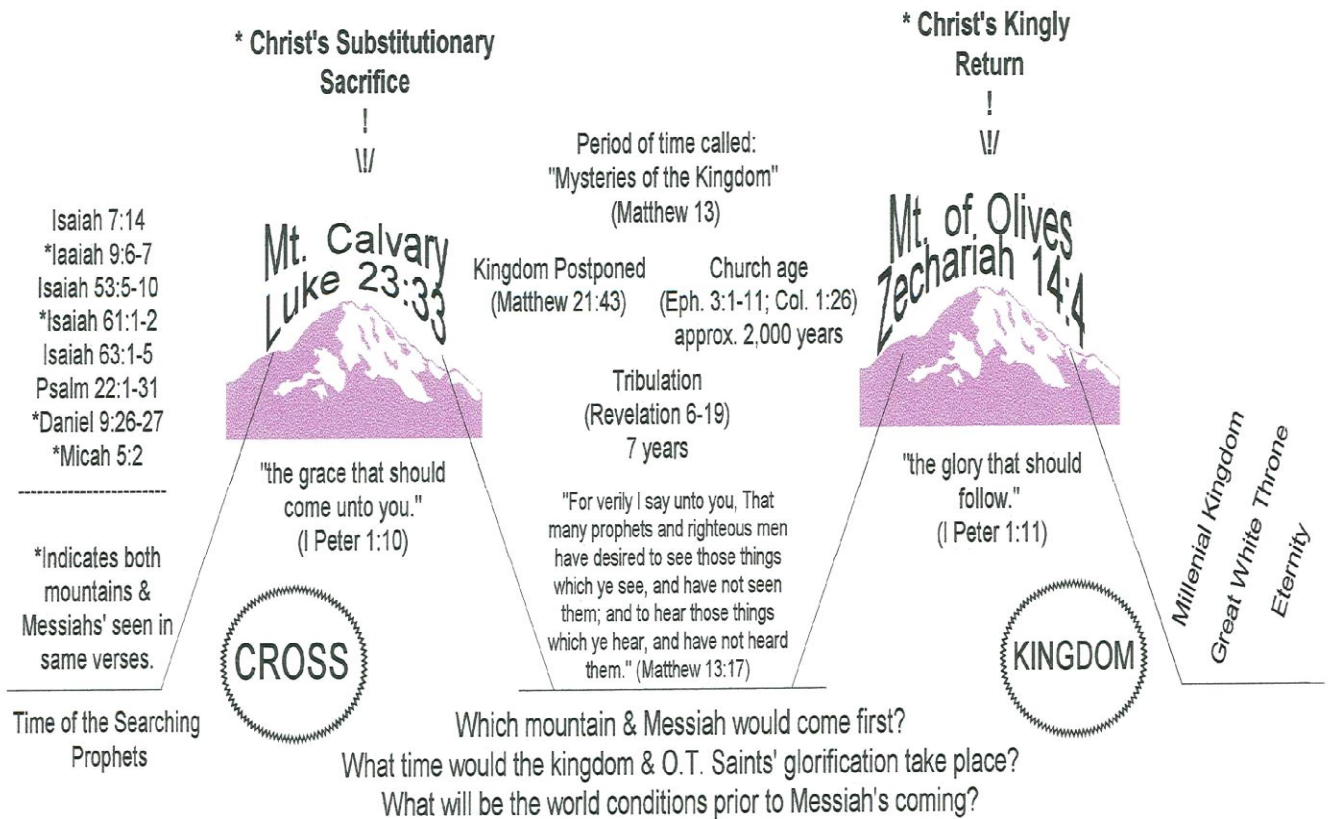 * Christ's Substitutionary
Sacrifice
!
\!/
* Christ's Kingly
Return
!
\!/
Isaiah 7:14
*Iaaiah 9:6-7
Isaiah 53:5-10
*Isaiah 61:1-2
Isaiah 63:1-5
Psalm 22:1-31
*Daniel 9:26-27
*Micah 5:2
------------------------
*Indicates both
mountains &
Messiahs' seen in
same verses.
Time of the Searching
Prophets
Mt. Calvary
Luke 23:33
"the grace that should
come unto you."
(I Peter 1:10)
CROSS
Period of time called:
"Mysteries of the Kingdom"
(Matthew 13)
Kingdom Postponed
(Matthew 21:43)
Church age
(Eph. 3:1-11; Col. 1:26)
approx. 2,000 years
Tribulation
(Revelation 6-19)
7 years
"For verily I say unto you, That
many prophets and righteous men
have desired to see those things
which ye see, and have not seen
them; and to hear those things
which ye hear, and have not heard
them." (Matthew 13:17)
Mt. of Olives
Zechariah 14:4
"the glory that should
follow."
(I Peter 1:11)
KINGDOM
Millenial Kingdom
Great White Throne
Eternity
Which mountain & Messiah would come first?
What time would the kingdom & O.T. Saints' glorification take place?
What will be the world conditions prior to Messiah's coming?